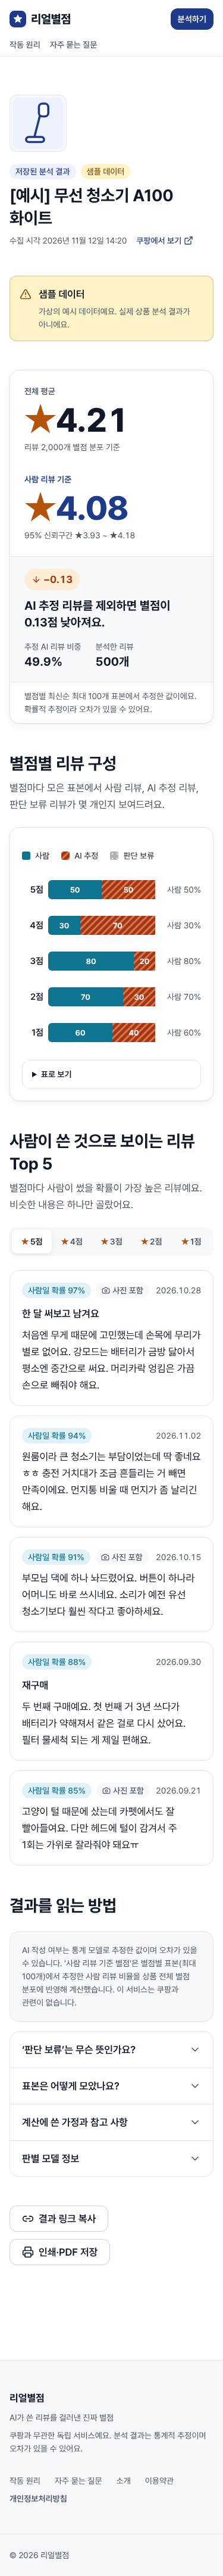 리얼별점
분석하기
작동 원리 자주 묻는 질문
저장된 분석 결과 샘플 데이터
[예시] 무선 청소기 A100
화이트
수집 시각 2026년 11월 12일 14:20 쿠팡에서 보기
샘플 데이터
가상의 예시 데이터예요. 실제 상품 분석 결과가
아니에요.
전체 평균
★4.21
리뷰 2,000개 별점 분포 기준
사람 리뷰 기준
★4.08
95% 신뢰구간 ★3.93 ~ ★4.18
↓ −0.13
AI 추정 리뷰를 제외하면 별점이
0.13점 낮아져요.
추정 AI 리뷰 비중 분석한 리뷰
49.9% 500개
별점별 최신순 최대 100개 표본에서 추정한 값이에요.
확률적 추정이라 오차가 있을 수 있어요.
별점별 리뷰 구성
별점마다 모은 표본에서 사람 리뷰, AI 추정 리뷰,
판단 보류 리뷰가 몇 개인지 보여드려요.
사람 AI 추정 판단 보류
5점 50 50 사람 50%
4점 30 70 사람 30%
3점 80 20 사람 80%
2점 70 30 사람 70%
1점 60 40 사람 60%
▶ 표로 보기
사람이 쓴 것으로 보이는 리뷰
Top 5
별점마다 사람이 썼을 확률이 가장 높은 리뷰예요.
비슷한 내용은 하나만 골랐어요.
★5점 ★4점 ★3점 ★2점 ★1점
사람일 확률 97% 사진 포함 2026.10.28
한 달 써보고 남겨요
처음엔 무게 때문에 고민했는데 손목에 무리가
별로 없어요. 강모드는 배터리가 금방 닳아서
평소엔 중간으로 써요. 머리카락 엉킴은 가끔
손으로 빼줘야 해요.
사람일 확률 94% 2026.11.02
원룸이라 큰 청소기는 부담이었는데 딱 좋네요
ㅎㅎ 충전 거치대가 조금 흔들리는 거 빼면
만족이에요. 먼지통 비울 때 먼지가 좀 날리긴
해요.
사람일 확률 91% 사진 포함 2026.10.15
부모님 댁에 하나 놔드렸어요. 버튼이 하나라
어머니도 바로 쓰시네요. 소리가 예전 유선
청소기보다 훨씬 작다고 좋아하세요.
사람일 확률 88% 2026.09.30
재구매
두 번째 구매예요. 첫 번째 거 3년 쓰다가
배터리가 약해져서 같은 걸로 다시 샀어요.
필터 물세척 되는 게 제일 편해요.
사람일 확률 85% 사진 포함 2026.09.21
고양이 털 때문에 샀는데 카펫에서도 잘
빨아들여요. 다만 헤드에 털이 감겨서 주
1회는 가위로 잘라줘야 돼요ㅠ
결과를 읽는 방법
AI 작성 여부는 통계 모델로 추정한 값이며 오차가 있을
수 있습니다. '사람 리뷰 기준 별점'은 별점별 표본(최대
100개)에서 추정한 사람 리뷰 비율을 상품 전체 별점
분포에 반영해 계산했습니다. 이 서비스는 쿠팡과
관련이 없습니다.
'판단 보류'는 무슨 뜻인가요?
표본은 어떻게 모았나요?
계산에 쓴 가정과 참고 사항
판별 모델 정보
결과 링크 복사
인쇄·PDF 저장
리얼별점
AI가 쓴 리뷰를 걸러낸 진짜 별점
쿠팡과 무관한 독립 서비스예요. 분석 결과는 통계적 추정이며
오차가 있을 수 있어요.
작동 원리 자주 묻는 질문 소개 이용약관
개인정보처리방침
© 2026 리얼별점